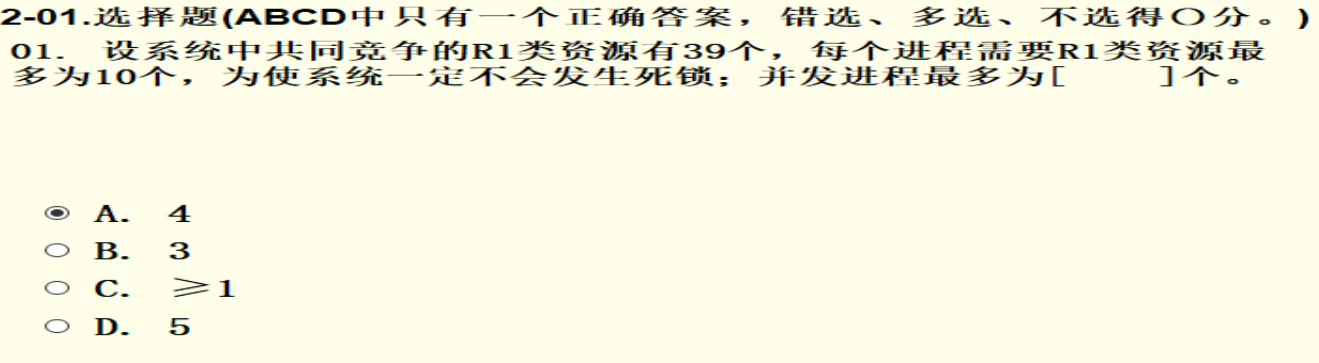 2-01.选择题(ABCD中只有一个正确答案，错选、多选、不选得〇分。)
01. 设系统中共同竞争的R1类资源有39个，每个进程需要R1类资源最
多为10个，为使系统一定不会发生死锁；并发进程最多为[ ]个。
A. 4
B. 3
C. ≥1
D. 5